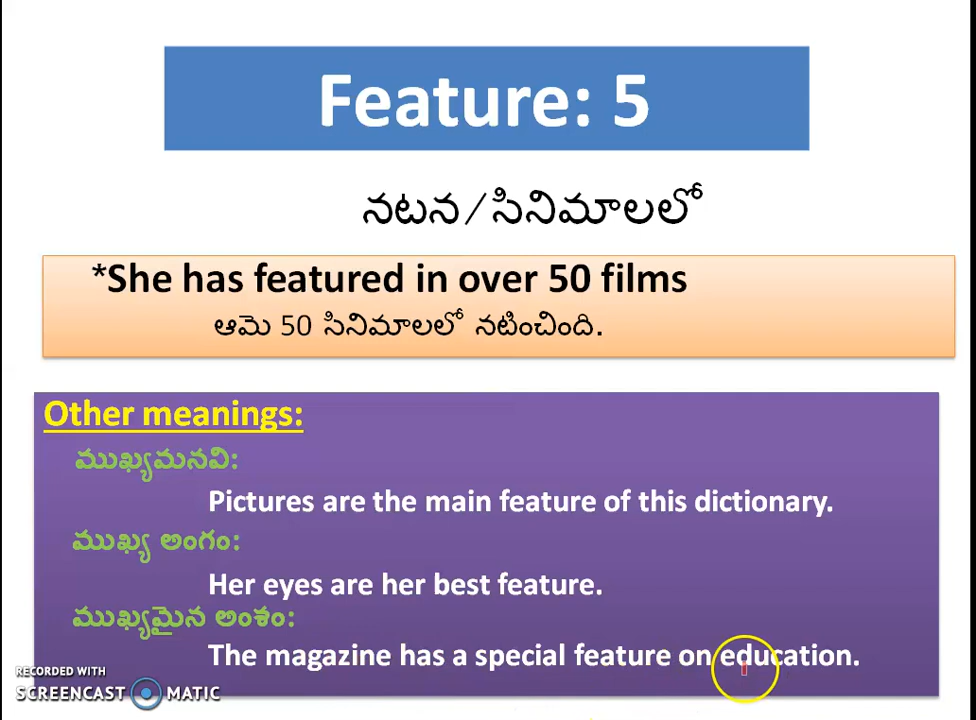 Feature: 5
నటన/సినిమాలలో
*She has featured in over 50 films
ఆమె 50 సినిమాలలో నటించింది.
Other meanings:
ముఖ్యమనవి:
Pictures are the main feature of this dictionary.
ముఖ్య అంగం:
Her eyes are her best feature.
ముఖ్యమైన అంశం:
The magazine has a special feature on education.
RECORDED WITH
SCREENCAST MATIC